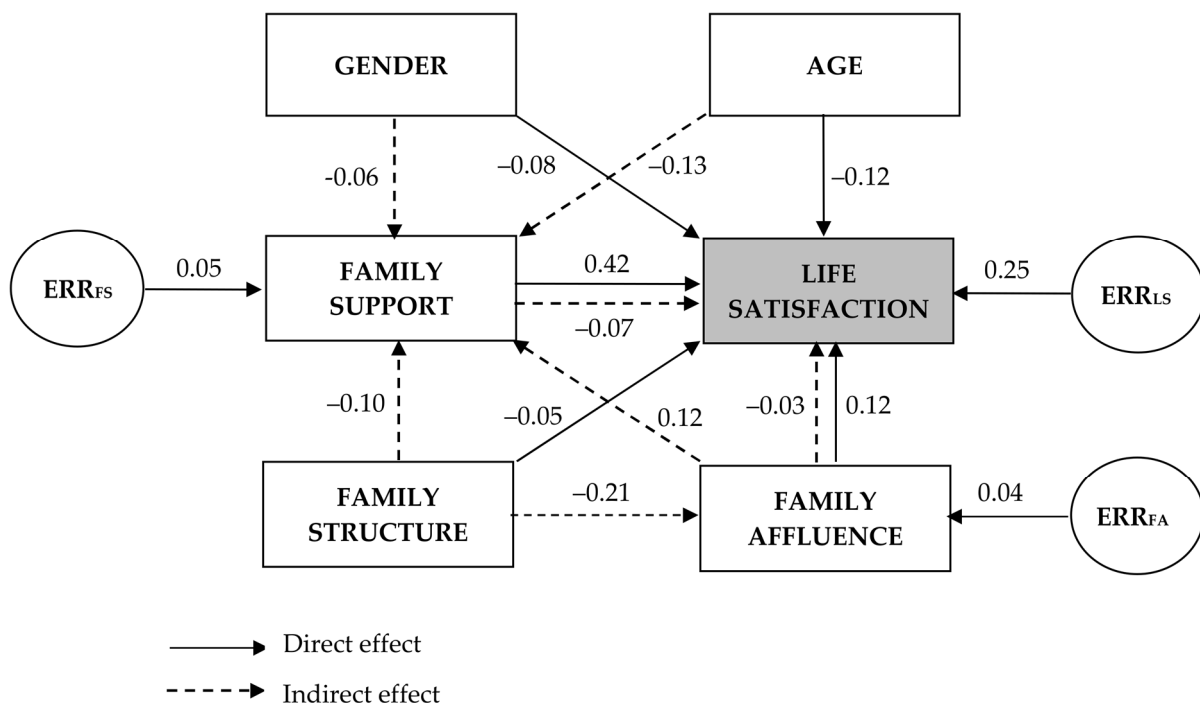 GENDER
AGE
-0.06
–0.08
–0.13
–0.12
ERRFS
0.05
FAMILY
SUPPORT
0.42
–0.07
LIFE
SATISFACTION
0.25
ERRLS
–0.10
–0.05
0.12
–0.03
0.12
FAMILY
STRUCTURE
–0.21
FAMILY
AFFLUENCE
0.04
ERRFA
Direct effect
Indirect effect